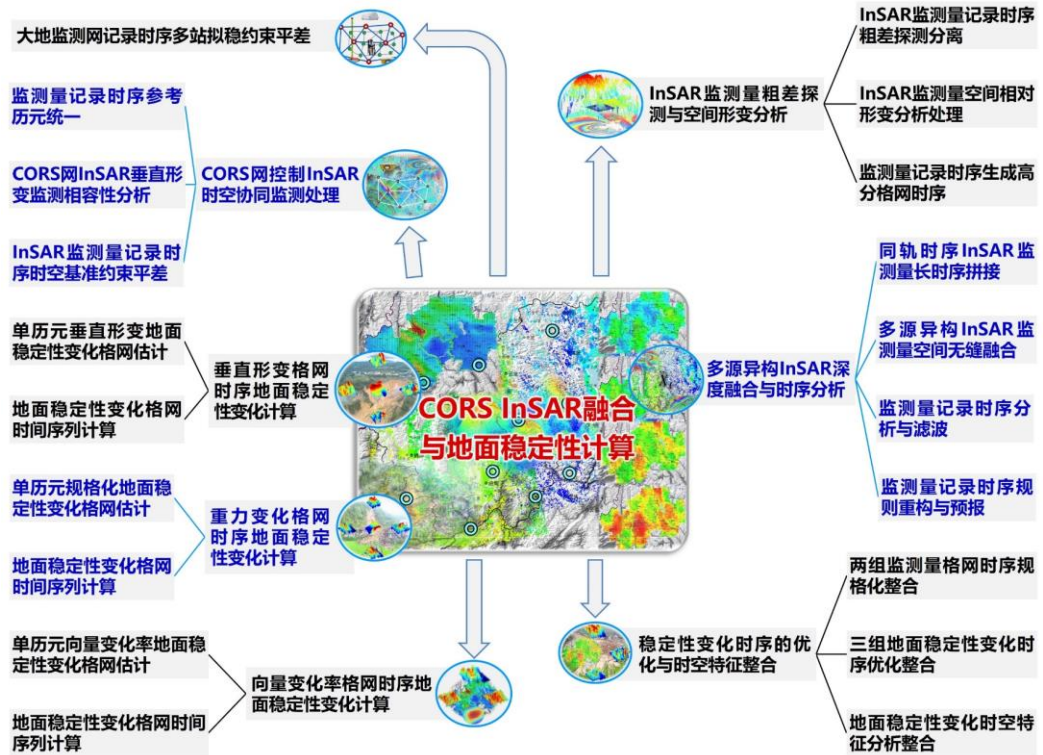 大地监测网记录时序多站拟稳约束平差
监测量记录时序参考
历元统一
CORS网InSAR垂直形
变监测相容性分析
InSAR监测量记录时
序时空基准约束平差
CORS网控制InSAR
时空协同监测处理
InSAR监测量粗差探
测与空间形变分析
InSAR监测量记录时序
粗差探测分离
InSAR监测量空间相对
形变分析处理
监测量记录时序生成高
分格网时序
单历元垂直形变地面
稳定性变化格网估计
地面稳定性变化格网
时间序列计算
垂直形变格网
时序地面稳定
性变化计算
CORS InSAR融合
与地面稳定性计算
多源异构InSAR深
度融合与时序分析
同轨时序InSAR监
测量长时序拼接
多源异构InSAR监
测量空间无缝融合
监测量记录时序分
析与滤波
监测量记录时序规
则重构与预报
单历元规格化地面稳
定性变化格网估计
地面稳定性变化格网
时间序列计算
重力变化格网
时序地面稳定
性变化计算
单历元向量变化率地面稳
定性变化格网估计
地面稳定性变化格网时间
序列计算
向量变化率格网时序地
面稳定性变化计算
稳定性变化时序的优
化与时空特征整合
两组监测量格网时序规
格化整合
三组地面稳定性变化时
序优化整合
地面稳定性变化时空特
征分析整合